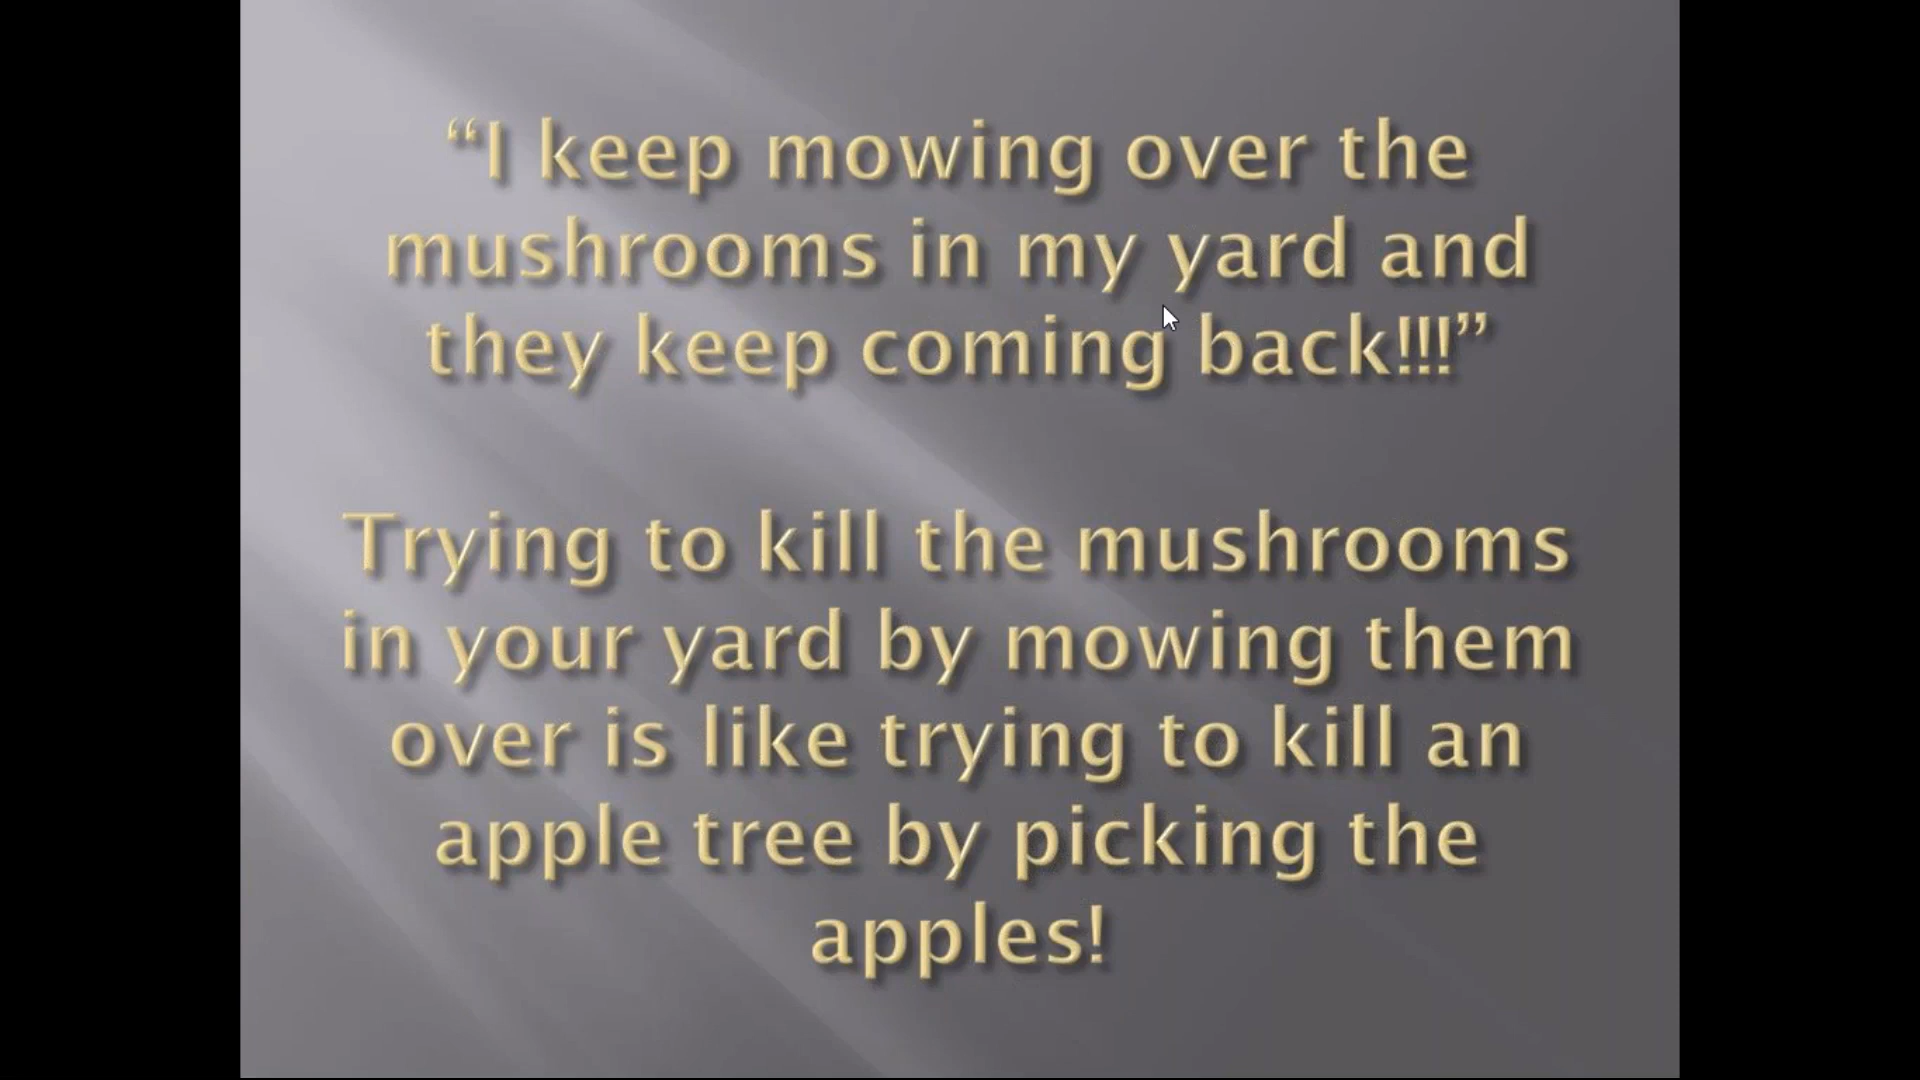 “I keep mowing over the
mushrooms in my yard and
they keep coming back!!!”
Trying to kill the mushrooms
in your yard by mowing them
over is like trying to kill an
apple tree by picking the
apples!